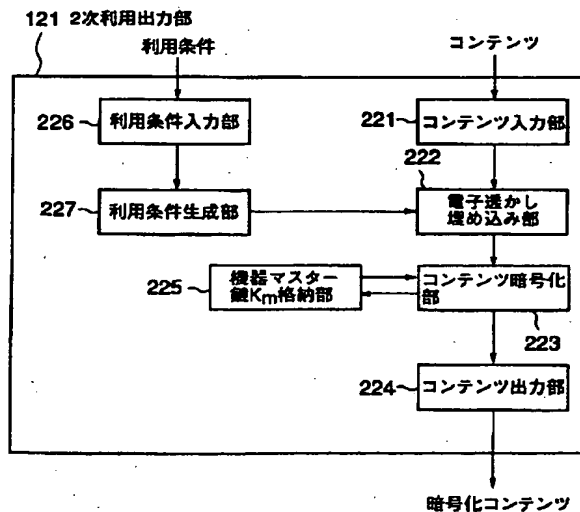 121 2次利用出力部
利用条件
コンテンツ
226
利用条件入力部
221
コンテンツ入力部
222
227
利用条件生成部
電子透かし
埋め込み部
225
機器マスター
鍵Km格納部
コンテンツ暗号化
部
223
224
コンテンツ出力部
暗号化コンテンツ